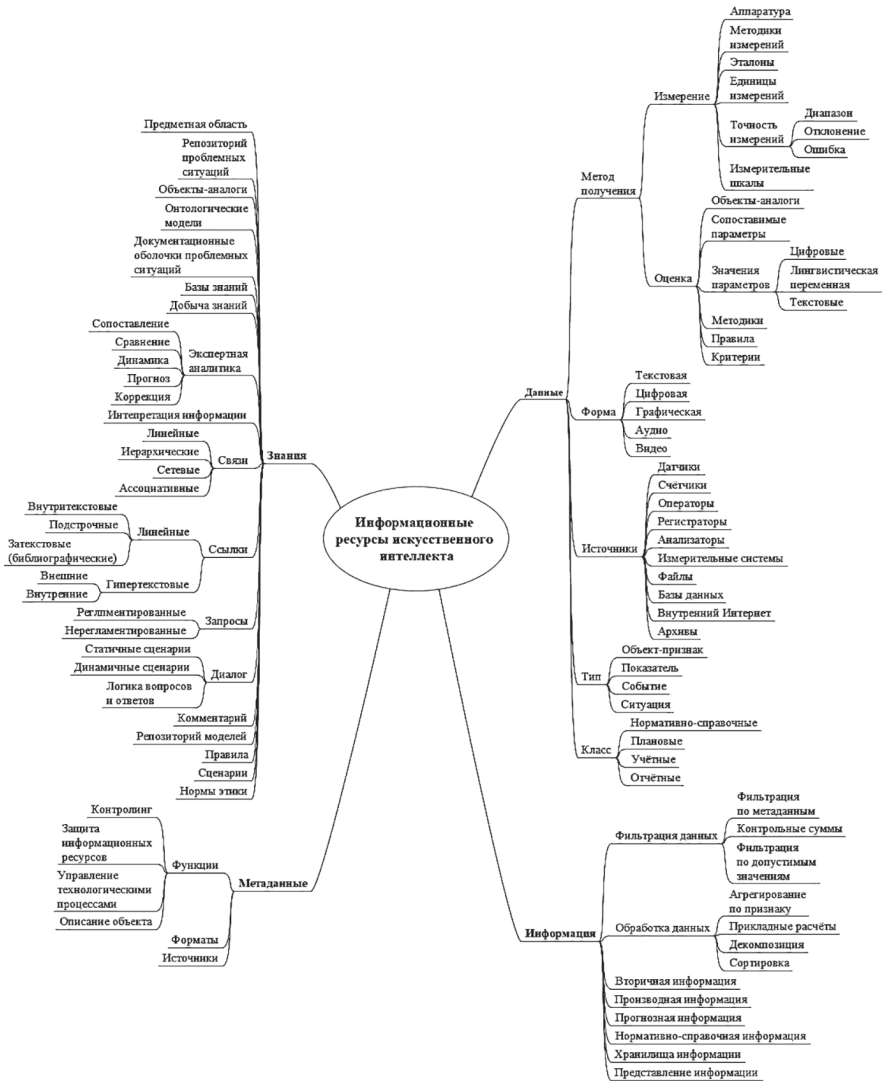 Информационные
ресурсы искусственного
интеллекта
Данные
Метод
получения
Измерение
Аппаратура
Методики
измерений
Эталоны
Единицы
измерений
Точность
измерений
Диапазон
Отклонение
Ошибка
Измерительные
шкалы
Оценка
Объекты-аналоги
Сопоставимые
параметры
Значения
параметров
Цифровые
Лингвистическая
переменная
Текстовые
Методики
Правила
Критерии
Форма
Текстовая
Цифровая
Графическая
Аудио
Видео
Источники
Датчики
Счётчики
Операторы
Регистраторы
Анализаторы
Измерительные системы
Файлы
Базы данных
Внутренний Интернет
Архивы
Тип
Объект-признак
Показатель
Событие
Ситуация
Класс
Нормативно-справочные
Плановые
Учётные
Отчётные
Информация
Фильтрация данных
Фильтрация
по метаданным
Контрольные суммы
Фильтрация
по допустимым
значениям
Обработка данных
Агрегирование
по признаку
Прикладные расчёты
Декомпозиция
Сортировка
Вторичная информация
Производная информация
Прогнозная информация
Нормативно-справочная информация
Хранилища информации
Представление информации
Знания
Предметная область
Репозиторий
проблемных
ситуаций
Объекты-аналоги
Онтологические
модели
Документационные
оболочки проблемных
ситуаций
Базы знаний
Добыча знаний
Экспертная
аналитика
Сопоставление
Сравнение
Динамика
Прогноз
Коррекция
Интепретация информации
Связи
Линейные
Иерархические
Сетевые
Ассоциативные
Ссылки
Линейные
Внутритекстовые
Подстрочные
Затекстовые
(библиографические)
Гипертекстовые
Внешние
Внутренние
Запросы
Реглпментированные
Нерегламентированные
Диалог
Статичные сценарии
Динамичные сценарии
Логика вопросов
и ответов
Комментарий
Репозиторий моделей
Правила
Сценарии
Нормы этики
Метаданные
Функции
Контролинг
Защита
информационных
ресурсов
Управление
технологическими
процессами
Описание объекта
Форматы
Источники